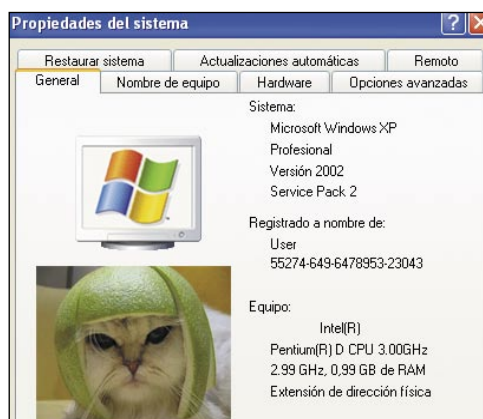 Propiedades del sistema
Restaurar sistema
Actualizaciones automáticas
Remoto
General
Nombre de equipo
Hardware
Opciones avanzadas
Sistema:
Microsoft Windows XP
Profesional
Versión 2002
Service Pack 2
Registrado a nombre de:
User
55274-649-6478953-23043
Equipo:
Intel(R)
Pentium(R) D CPU 3.00GHz
2.99 GHz, 0,99 GB de RAM
Extensión de dirección física